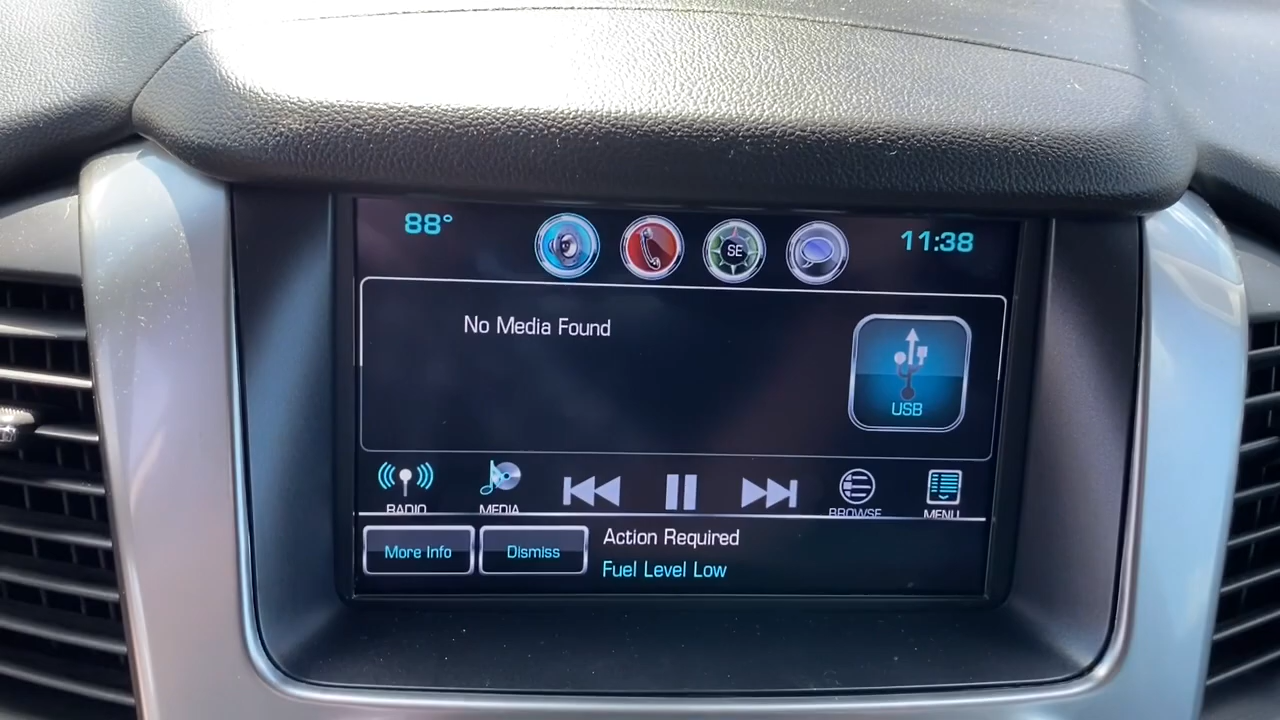 88°
SE
11:38
No Media Found
USB
RADIO
MEDIA
BROWSE
MENU
More Info
Dismiss
Action Required
Fuel Level Low